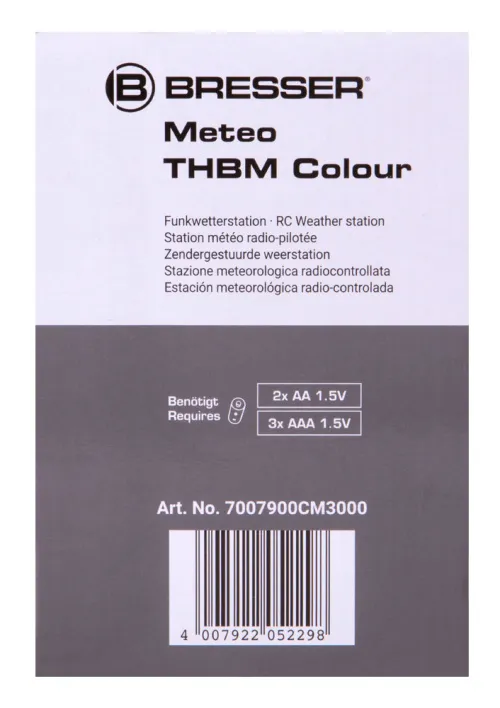 B BRESSER®
Meteo
THBM Colour
Funkwetterstation · RC Weather station
Station météo radio-pilotée
Zendergestuurde weerstation
Stazione meteorologica radiocontrollata
Estación meteorológica radio-controlada
Benötigt
Requires
2x AA 1.5V
3x AAA 1.5V
Art. No. 7007900CM3000
4 007922 052298